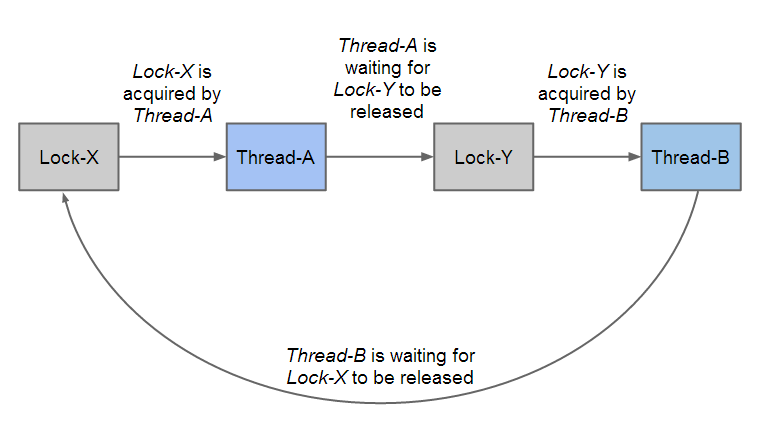 Lock-X is
acquired by
Thread-A
Thread-A is
waiting for
Lock-Y to be
released
Lock-Y is
acquired by
Thread-B
Lock-X
Thread-A
Lock-Y
Thread-B
Thread-B is waiting for
Lock-X to be released